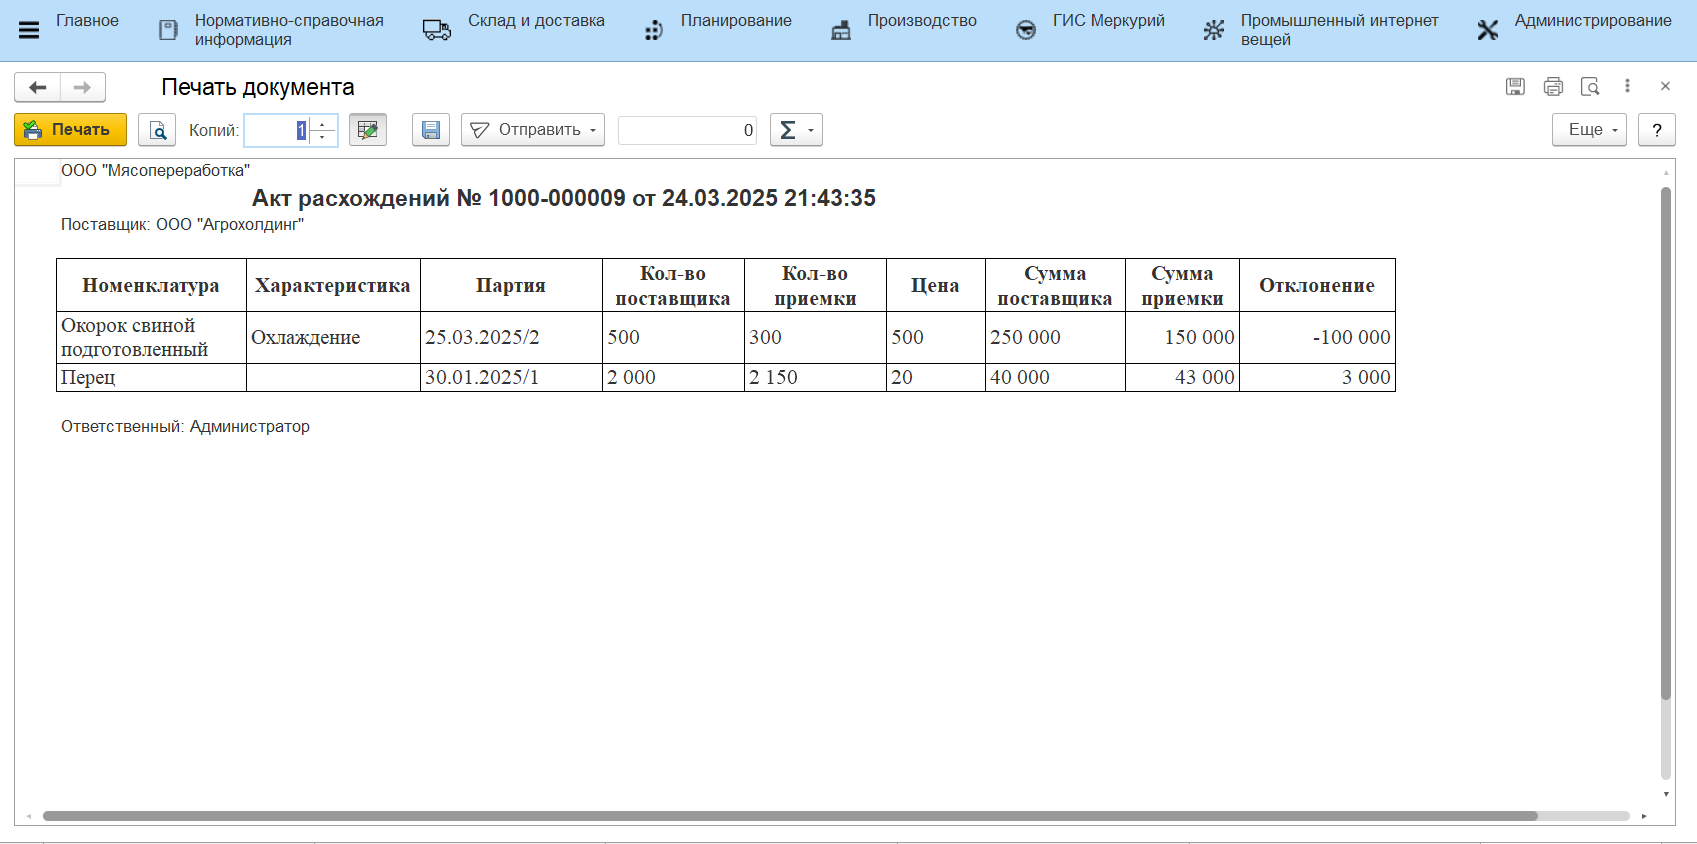 Главное
Нормативно-справочная
информация
Склад и доставка
Планирование
Производство
ГИС Меркурий
Промышленный интернет
вещей
Администрирование
Печать документа
Печать
Копий: 1
Отправить
0
Σ
Еще
?
ООО "Мясопереработка"
Акт расхождений № 1000-000009 от 24.03.2025 21:43:35
Поставщик: ООО "Агрохолдинг"
Номенклатура Характеристика Партия Кол-во поставщика Кол-во приемки Цена Сумма поставщика Сумма приемки Отклонение
Окорок свиной подготовленный Охлаждение 25.03.2025/2 500 300 500 250 000 150 000 -100 000
Перец 30.01.2025/1 2 000 2 150 20 40 000 43 000 3 000
Ответственный: Администратор